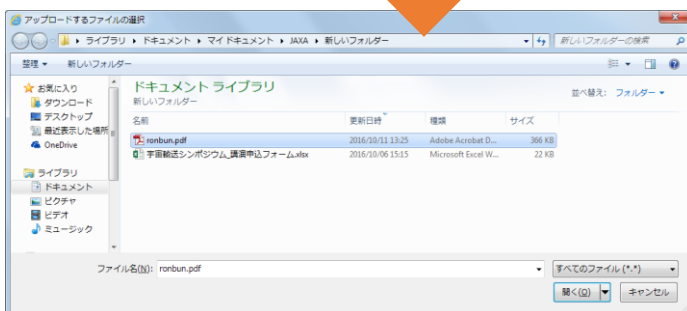 アップロードするファイルの選択
ライブラリ ▸ ドキュメント ▸ マイ ドキュメント ▸ JAXA ▸ 新しいフォルダー
新しいフォルダーの検索
整理 ▼ 新しいフォルダー
お気に入り
ダウンロード
デスクトップ
最近表示した場所
OneDrive
ライブラリ
ドキュメント
ピクチャ
ビデオ
ミュージック
ドキュメント ライブラリ
新しいフォルダー
並べ替え: フォルダー ▼
名前 更新日時 種類 サイズ
ronbun.pdf 2016/10/11 13:25 Adobe Acrobat D... 366 KB
宇宙輸送シンポジウム_講演申込フォーム.xlsx 2016/10/06 15:15 Microsoft Excel W... 22 KB
ファイル名(N): ronbun.pdf
すべてのファイル (*.*)
開く(O) キャンセル